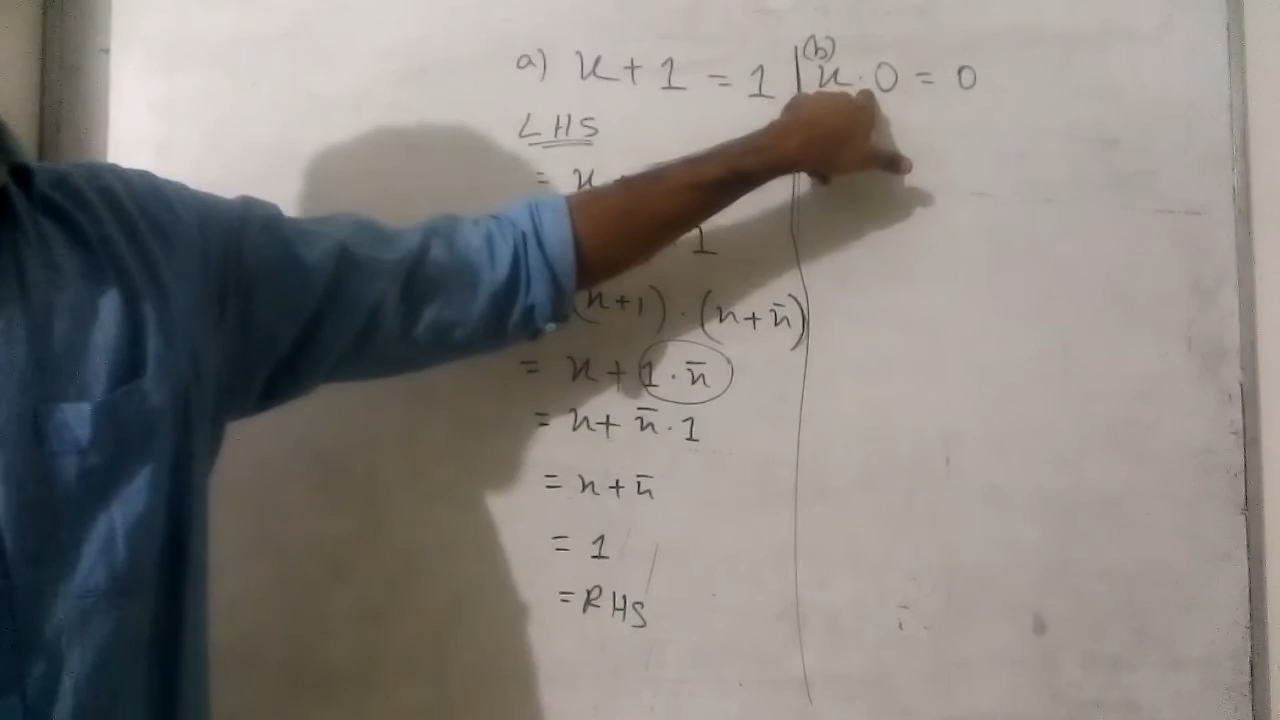 a) x + 1 = 1
LHS
= x +
1
(x+1) . (x+x̄)
= x + 1 . x̄
= x + x̄ . 1
= x + x̄
= 1
= RHS
(b)
x . 0 = 0